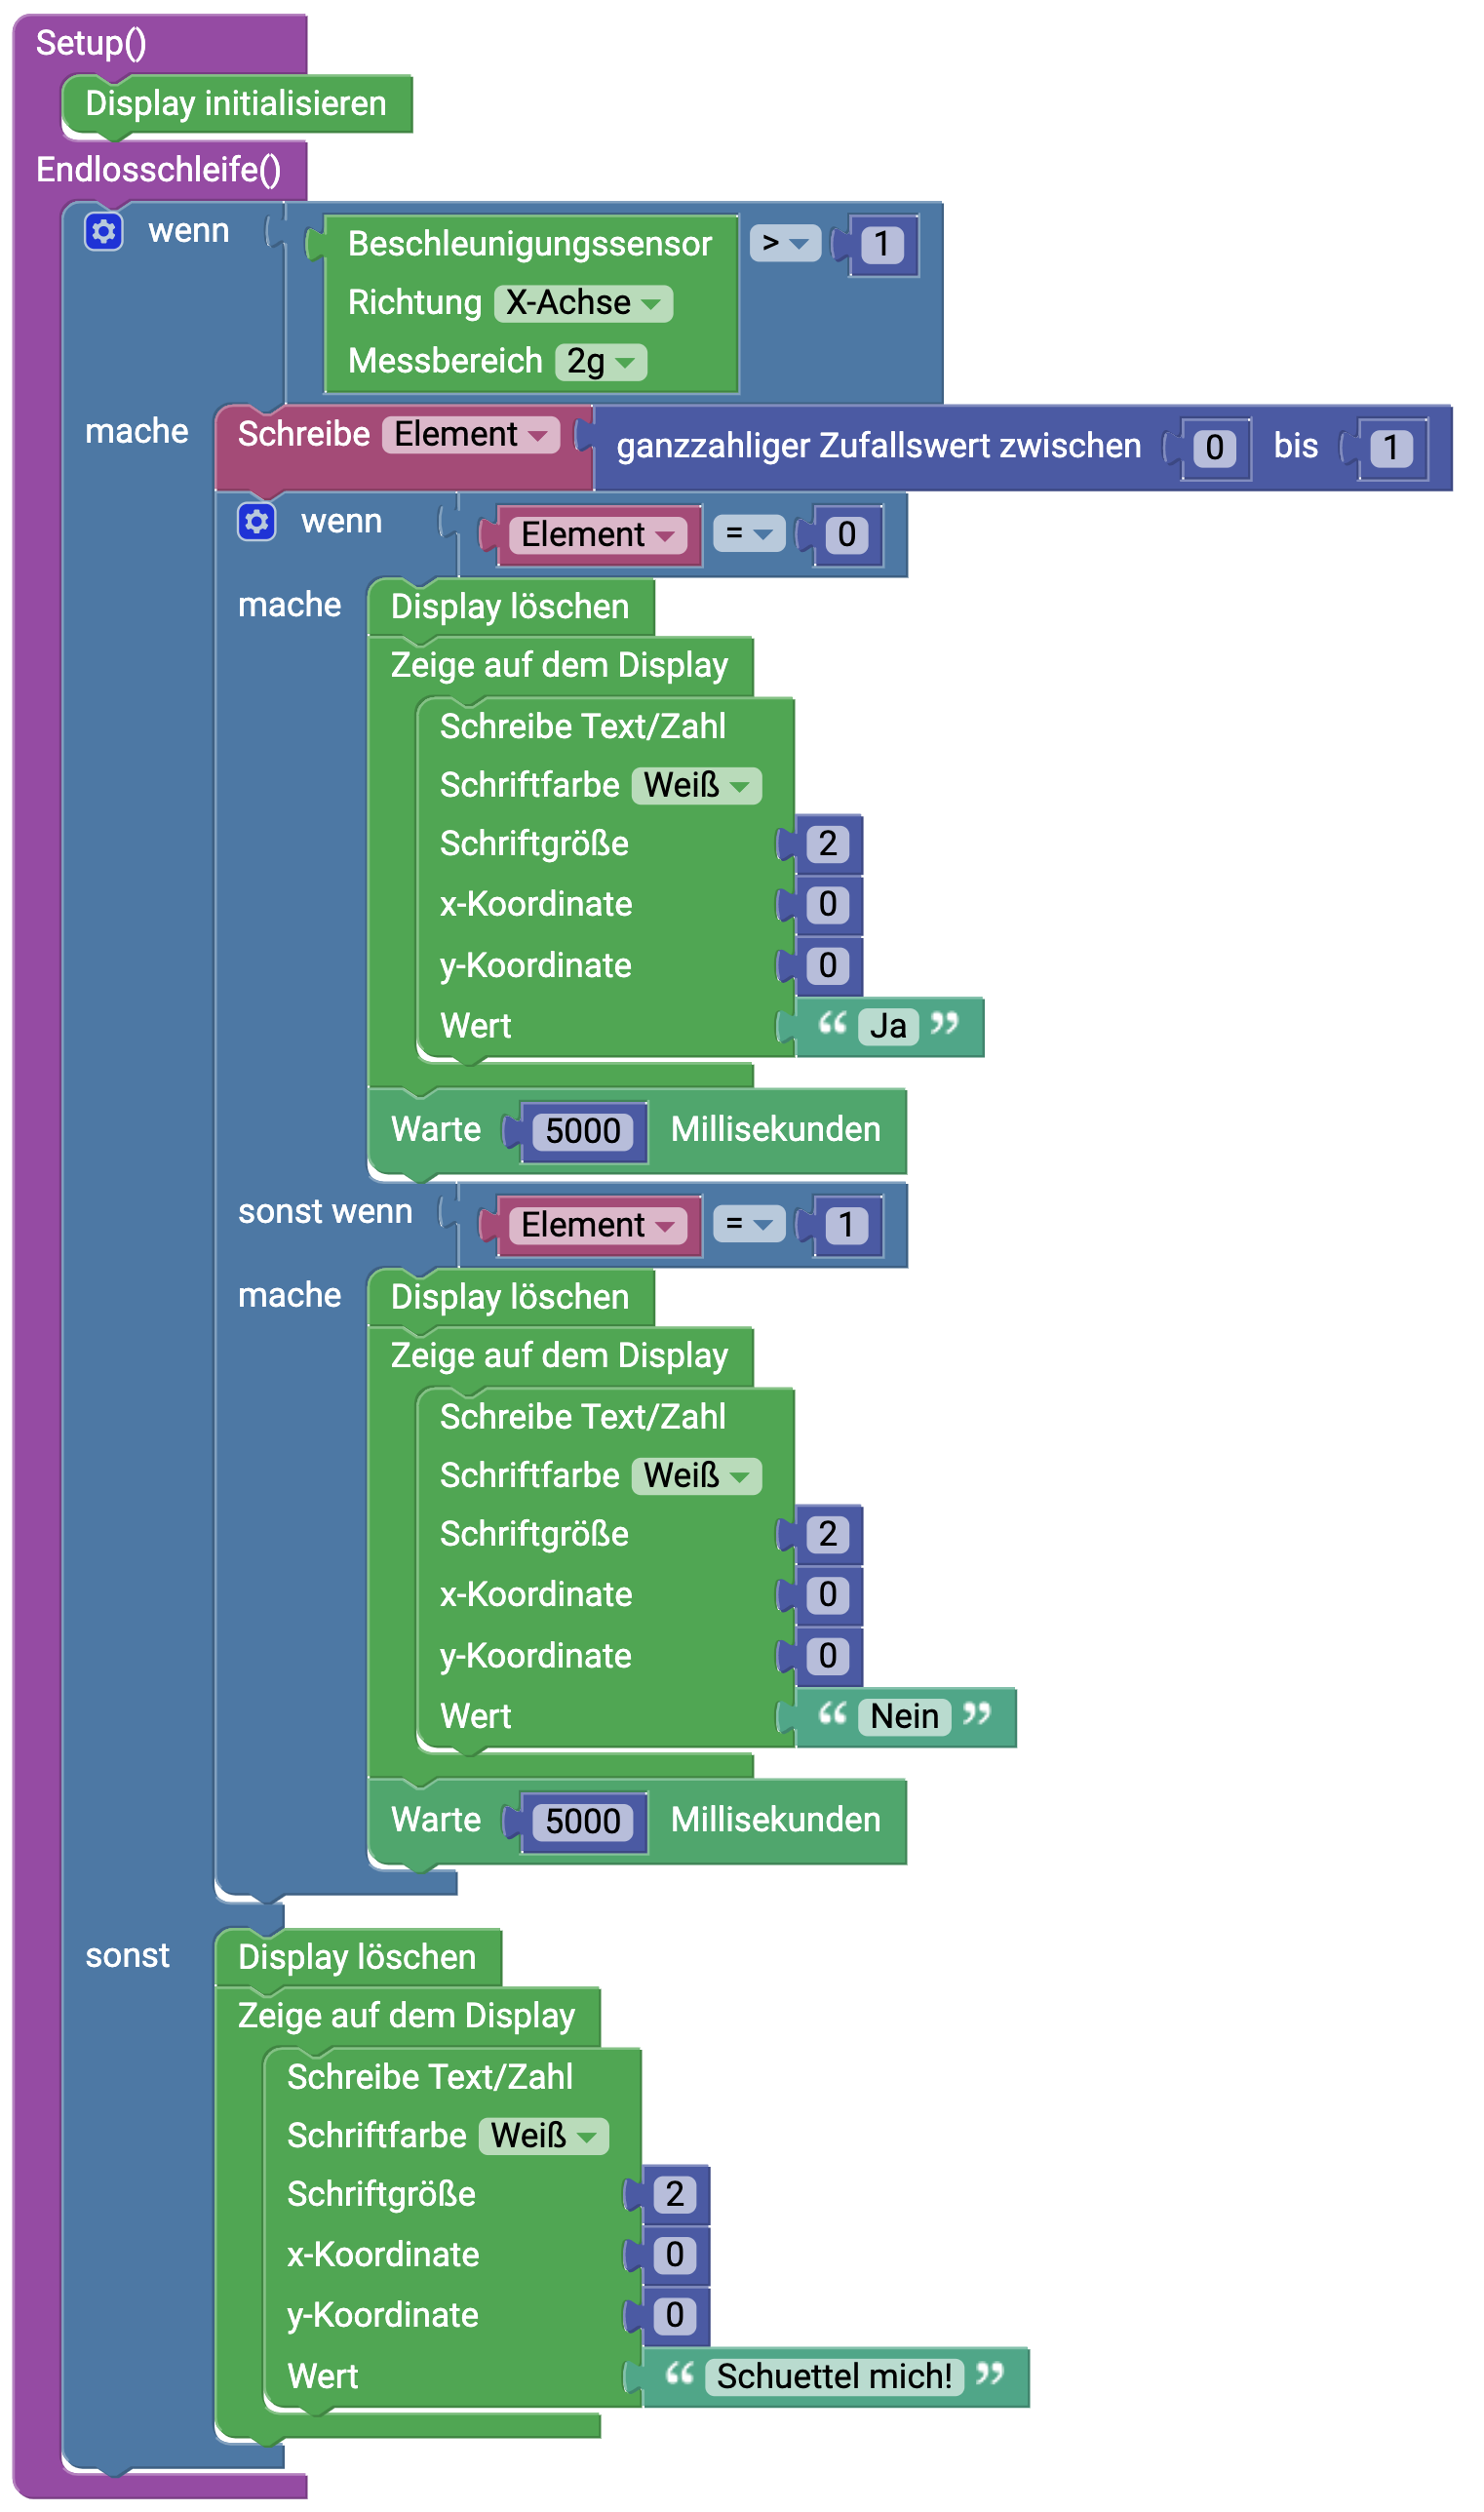 Setup()
Display initialisieren
Endlosschleife()
wenn Beschleunigungssensor > 1
Richtung X-Achse
Messbereich 2g
mache Schreibe Element ganzzahliger Zufallswert zwischen 0 bis 1
wenn Element = 0
mache Display löschen
Zeige auf dem Display
Schreibe Text/Zahl
Schriftfarbe Weiß
Schriftgröße 2
x-Koordinate 0
y-Koordinate 0
Wert “ Ja ”
Warte 5000 Millisekunden
sonst wenn Element = 1
mache Display löschen
Zeige auf dem Display
Schreibe Text/Zahl
Schriftfarbe Weiß
Schriftgröße 2
x-Koordinate 0
y-Koordinate 0
Wert “ Nein ”
Warte 5000 Millisekunden
sonst Display löschen
Zeige auf dem Display
Schreibe Text/Zahl
Schriftfarbe Weiß
Schriftgröße 2
x-Koordinate 0
y-Koordinate 0
Wert “ Schuettel mich! ”